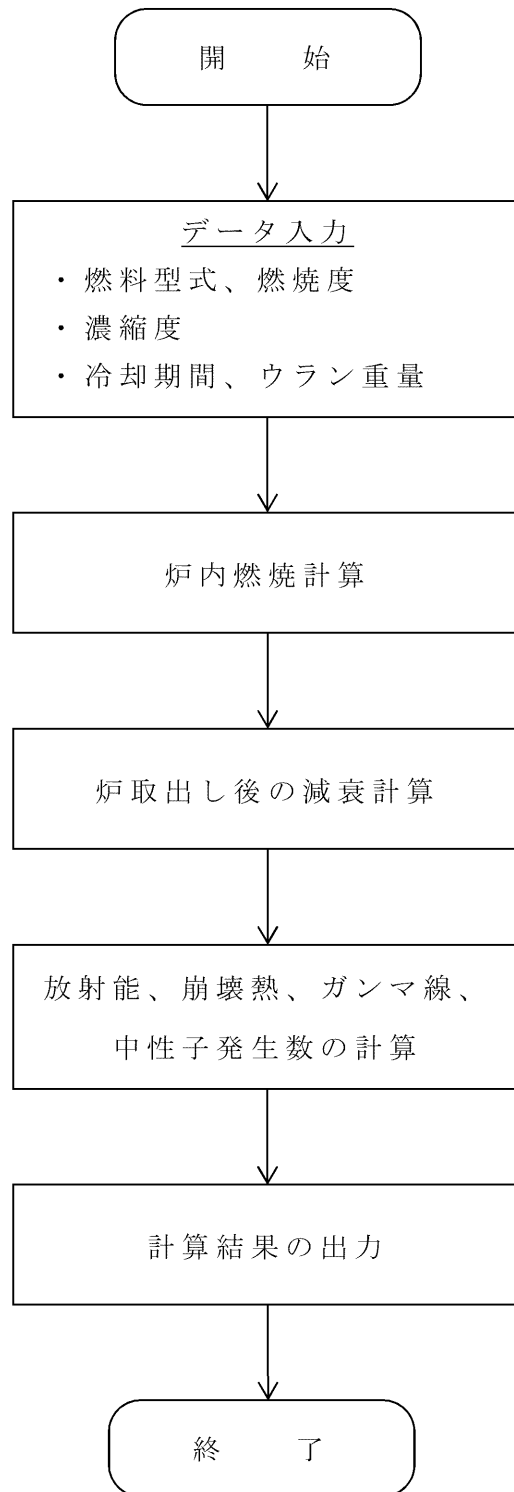 開　始
データ入力
・燃料型式、燃焼度
・濃縮度
・冷却期間、ウラン重量
炉内燃焼計算
炉取出し後の減衰計算
放射能、崩壊熱、ガンマ線、
中性子発生数の計算
計算結果の出力
終　了